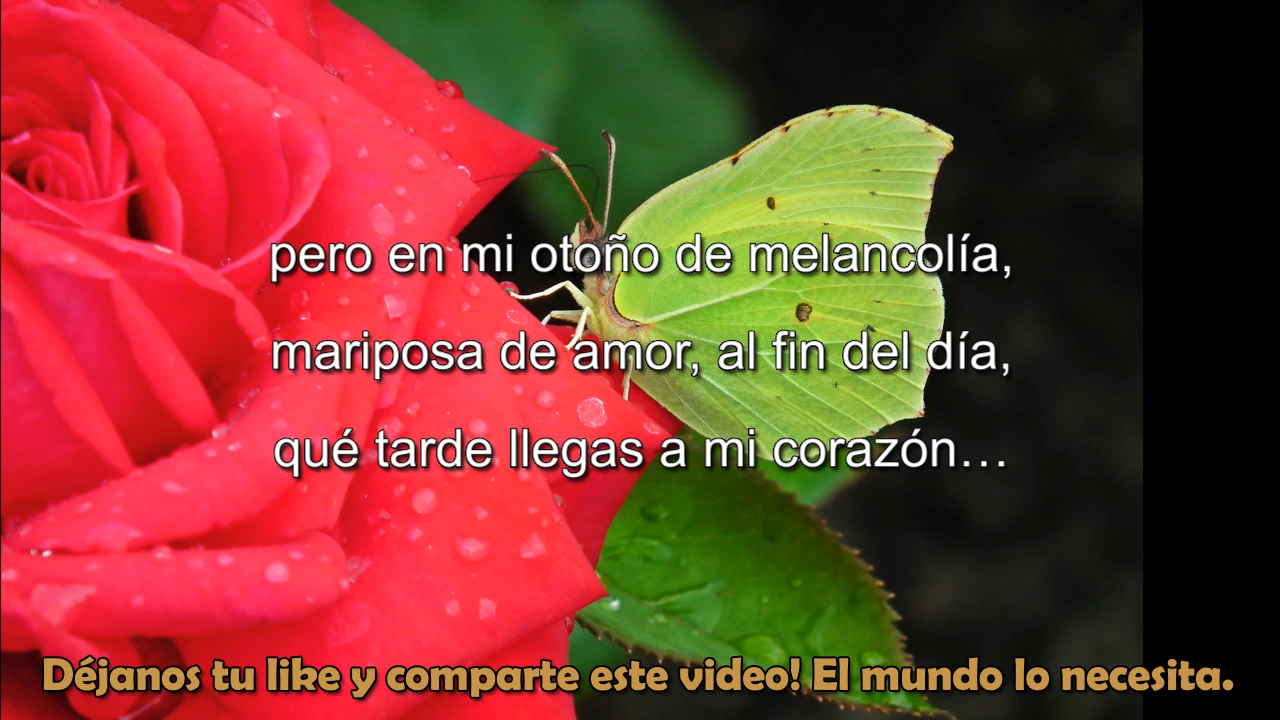 pero en mi otoño de melancolía,
mariposa de amor, al fin del día,
qué tarde llegas a mi corazón…
Déjanos tu like y comparte este video! El mundo lo necesita.